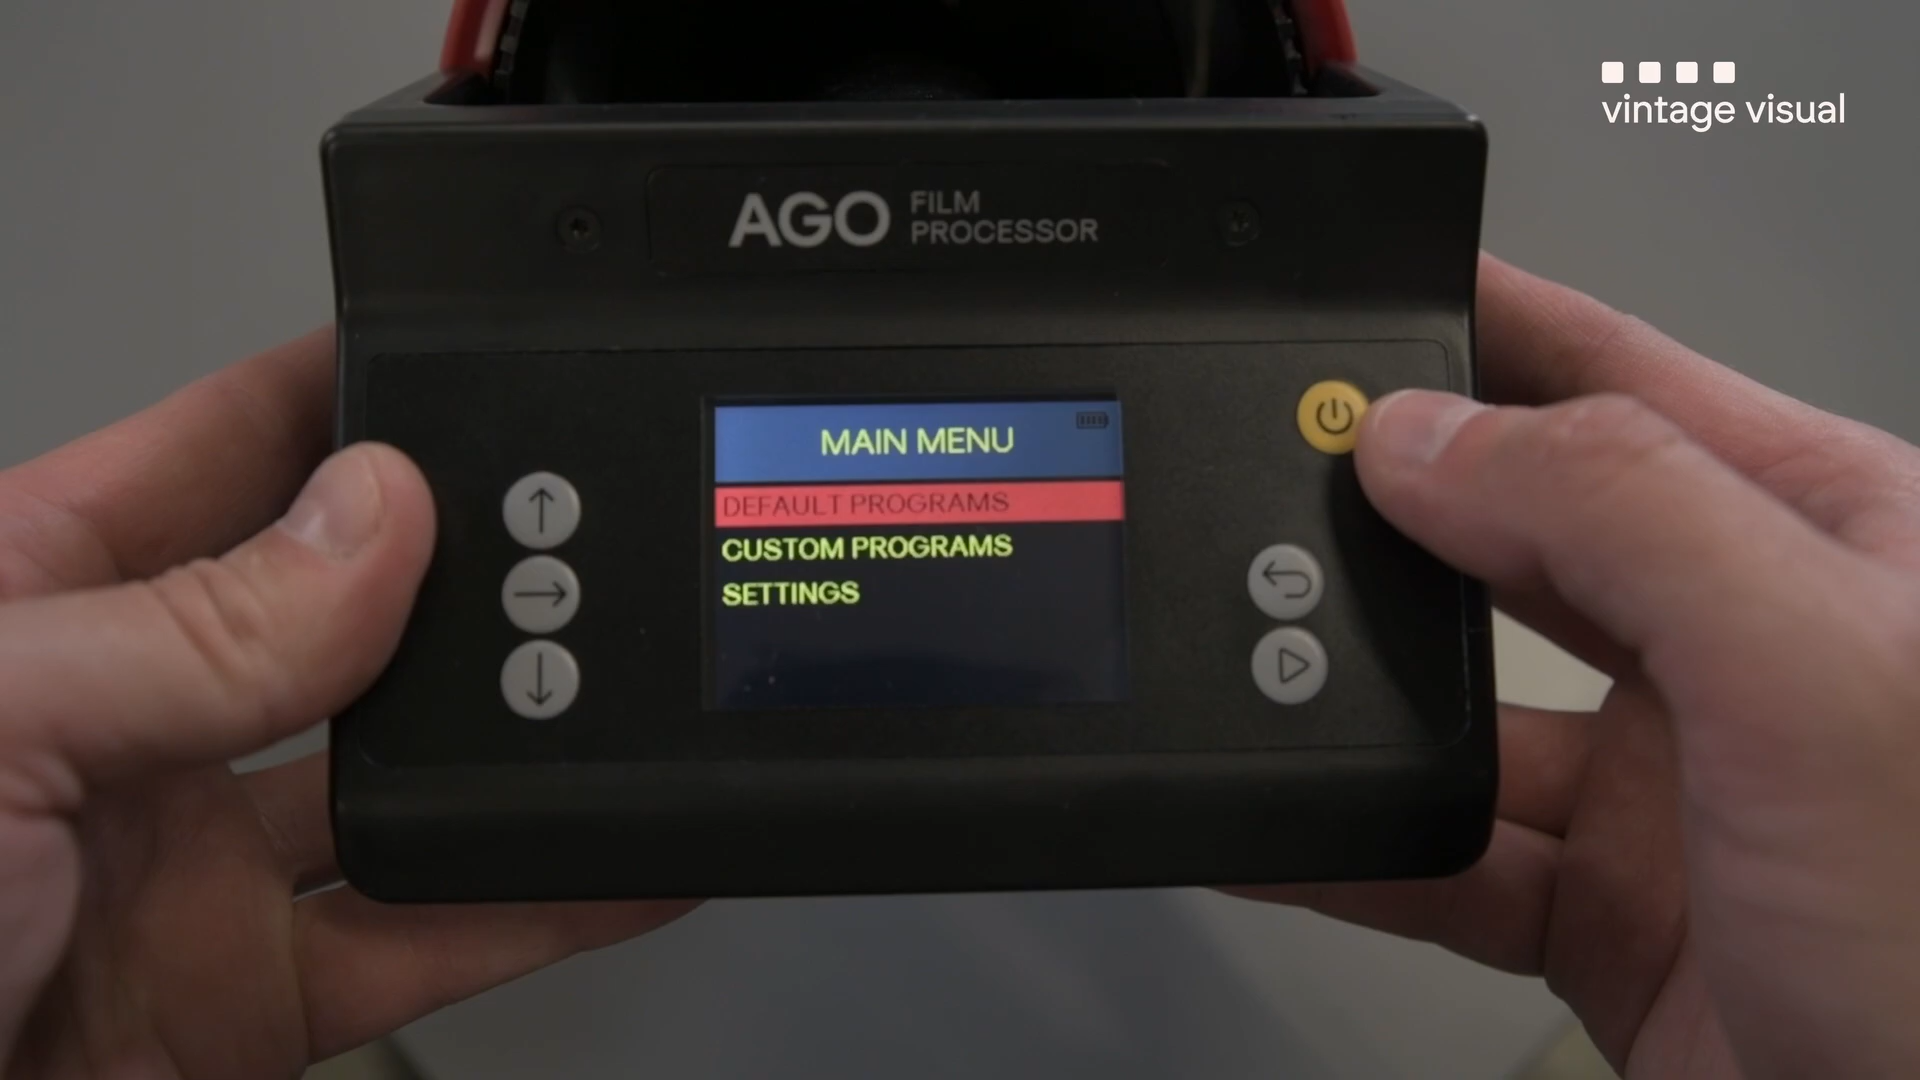 vintage visual
AGO FILM
PROCESSOR
MAIN MENU
DEFAULT PROGRAMS
CUSTOM PROGRAMS
SETTINGS